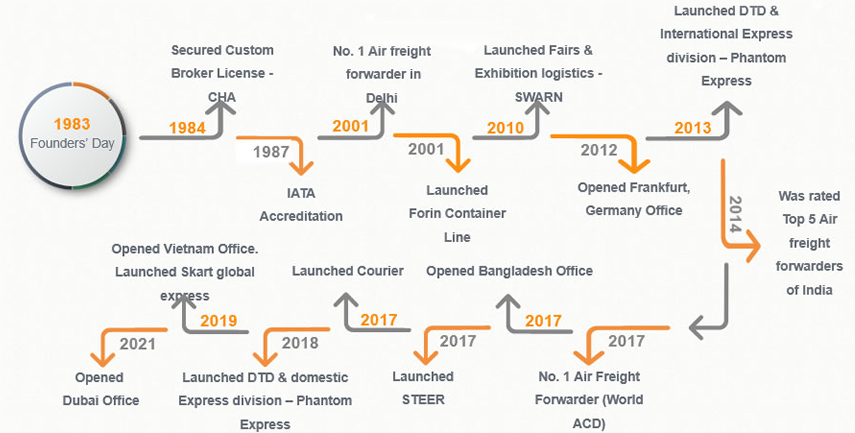 1983
Founders' Day
1984
Secured Custom
Broker License -
CHA
1987
IATA
Accreditation
2001
No. 1 Air freight
forwarder in
Delhi
2001
Launched
Forin Container
Line
2010
Launched Fairs &
Exhibition logistics -
SWARN
2012
Opened Frankfurt,
Germany Office
2013
Launched DTD &
International Express
division – Phantom
Express
2014
Was rated
Top 5 Air
freight
forwarders
of India
2017
No. 1 Air Freight
Forwarder (World
ACD)
2017
Opened Bangladesh Office
2017
Launched
STEER
2017
Launched Courier
2018
Launched DTD & domestic
Express division – Phantom
Express
2019
Opened Vietnam Office.
Launched Skart global
express
2021
Opened
Dubai Office